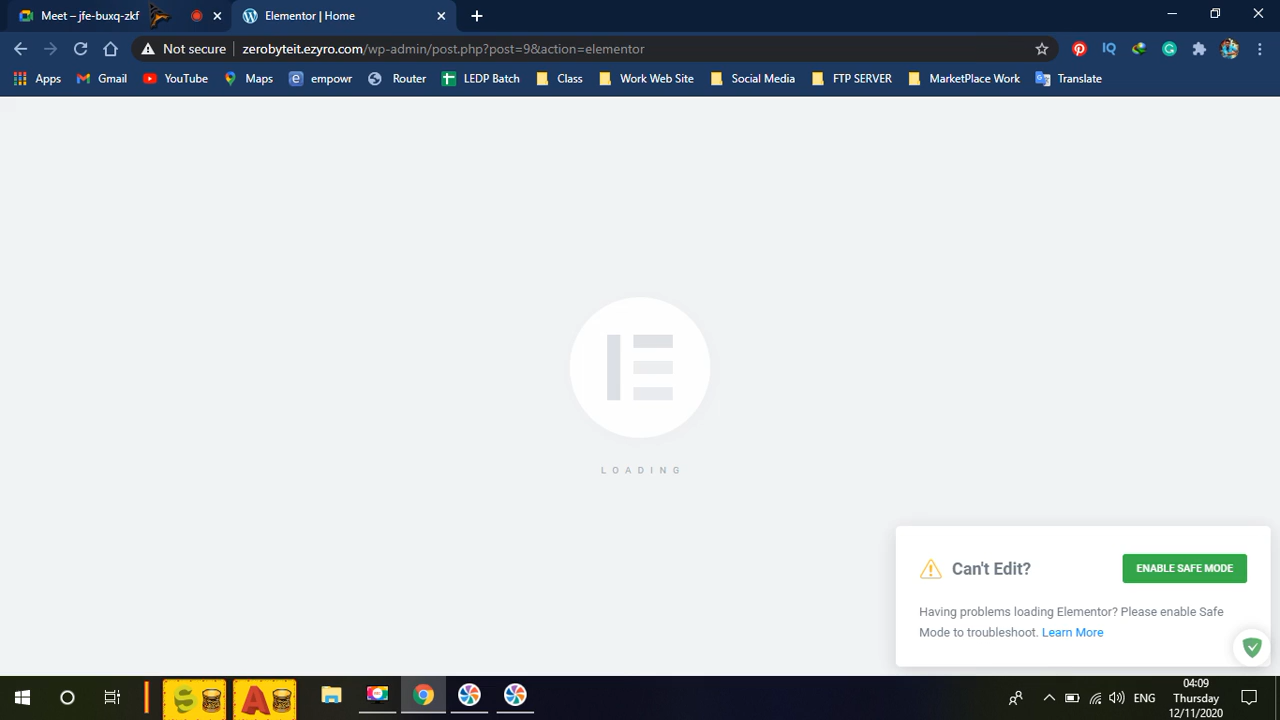 Meet – jfe-buxq-zkf
Elementor | Home
Not secure
zerobyteit.ezyro.com/wp-admin/post.php?post=9&action=elementor
IQ
Apps
Gmail
YouTube
Maps
empowr
Router
LEDP Batch
Class
Work Web Site
Social Media
FTP SERVER
MarketPlace Work
Translate
LOADING
Can't Edit?
ENABLE SAFE MODE
Having problems loading Elementor? Please enable Safe
Mode to troubleshoot. Learn More
ENG
04:09
Thursday
12/11/2020